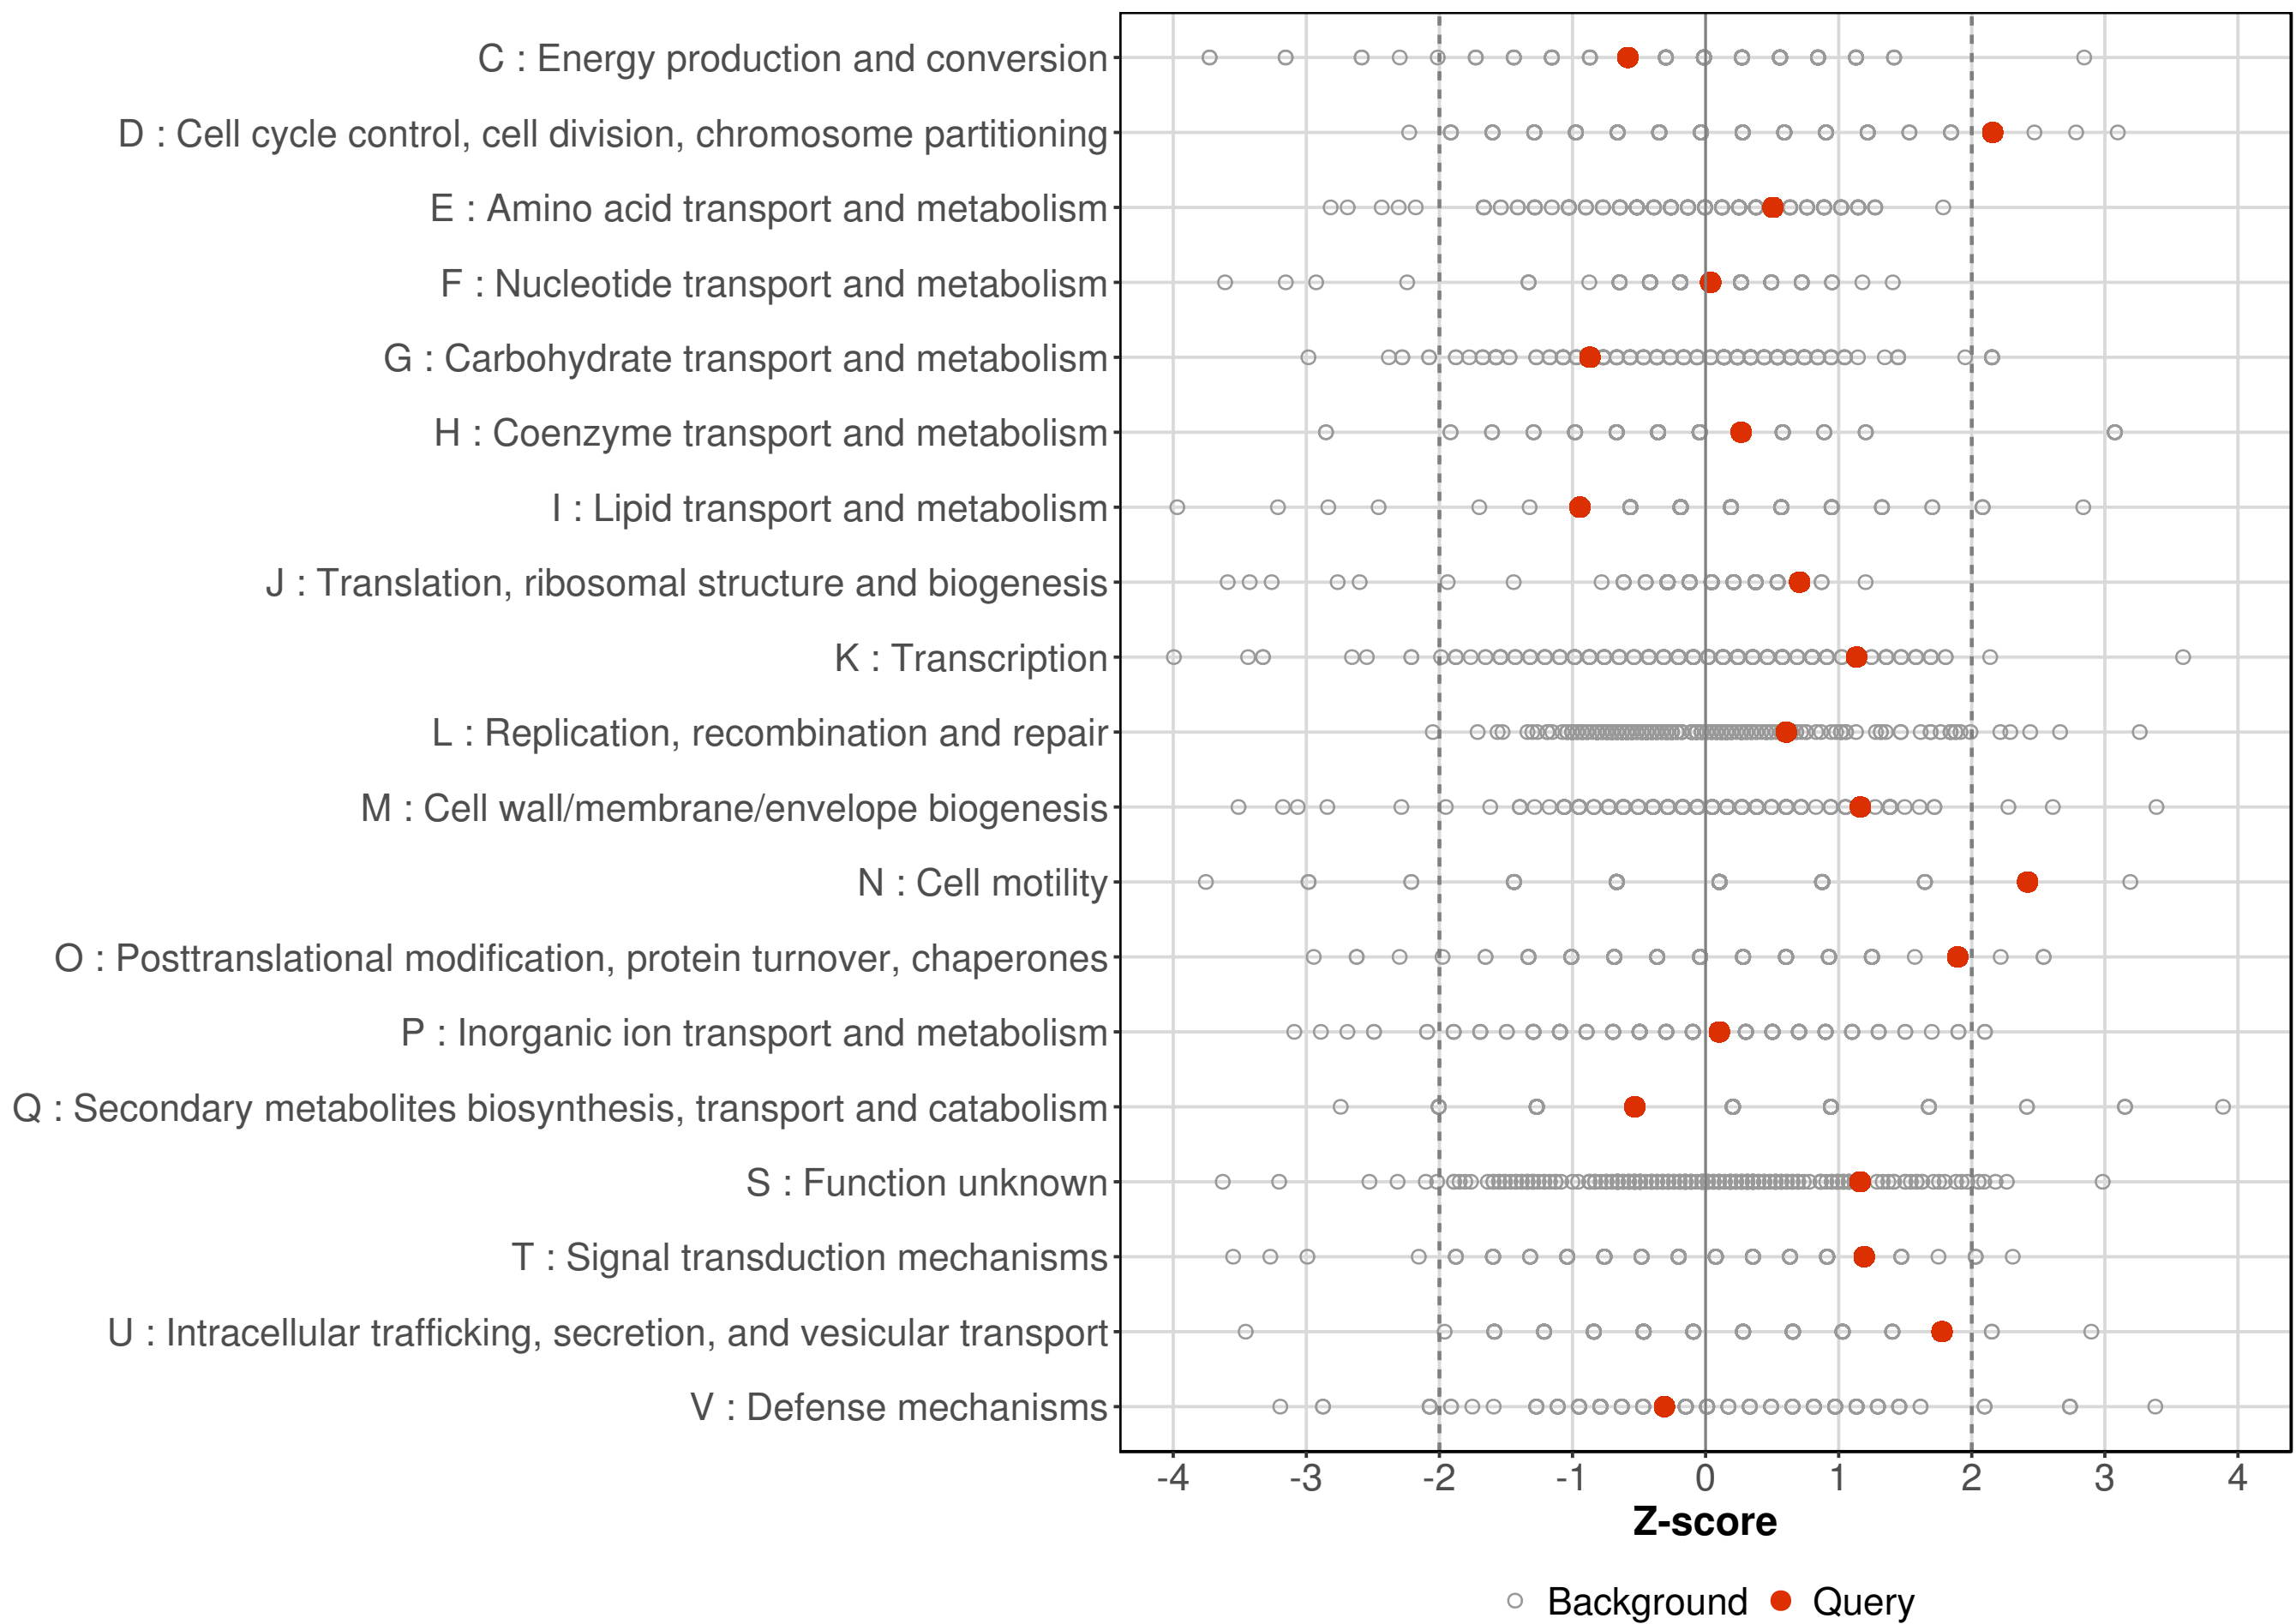 C : Energy production and conversion
D : Cell cycle control, cell division, chromosome partitioning
E : Amino acid transport and metabolism
F : Nucleotide transport and metabolism
G : Carbohydrate transport and metabolism
H : Coenzyme transport and metabolism
I : Lipid transport and metabolism
J : Translation, ribosomal structure and biogenesis
K : Transcription
L : Replication, recombination and repair
M : Cell wall/membrane/envelope biogenesis
N : Cell motility
O : Posttranslational modification, protein turnover, chaperones
P : Inorganic ion transport and metabolism
Q : Secondary metabolites biosynthesis, transport and catabolism
S : Function unknown
T : Signal transduction mechanisms
U : Intracellular trafficking, secretion, and vesicular transport
V : Defense mechanisms
-4 -3 -2 -1 0 1 2 3 4
Z-score
Background Query